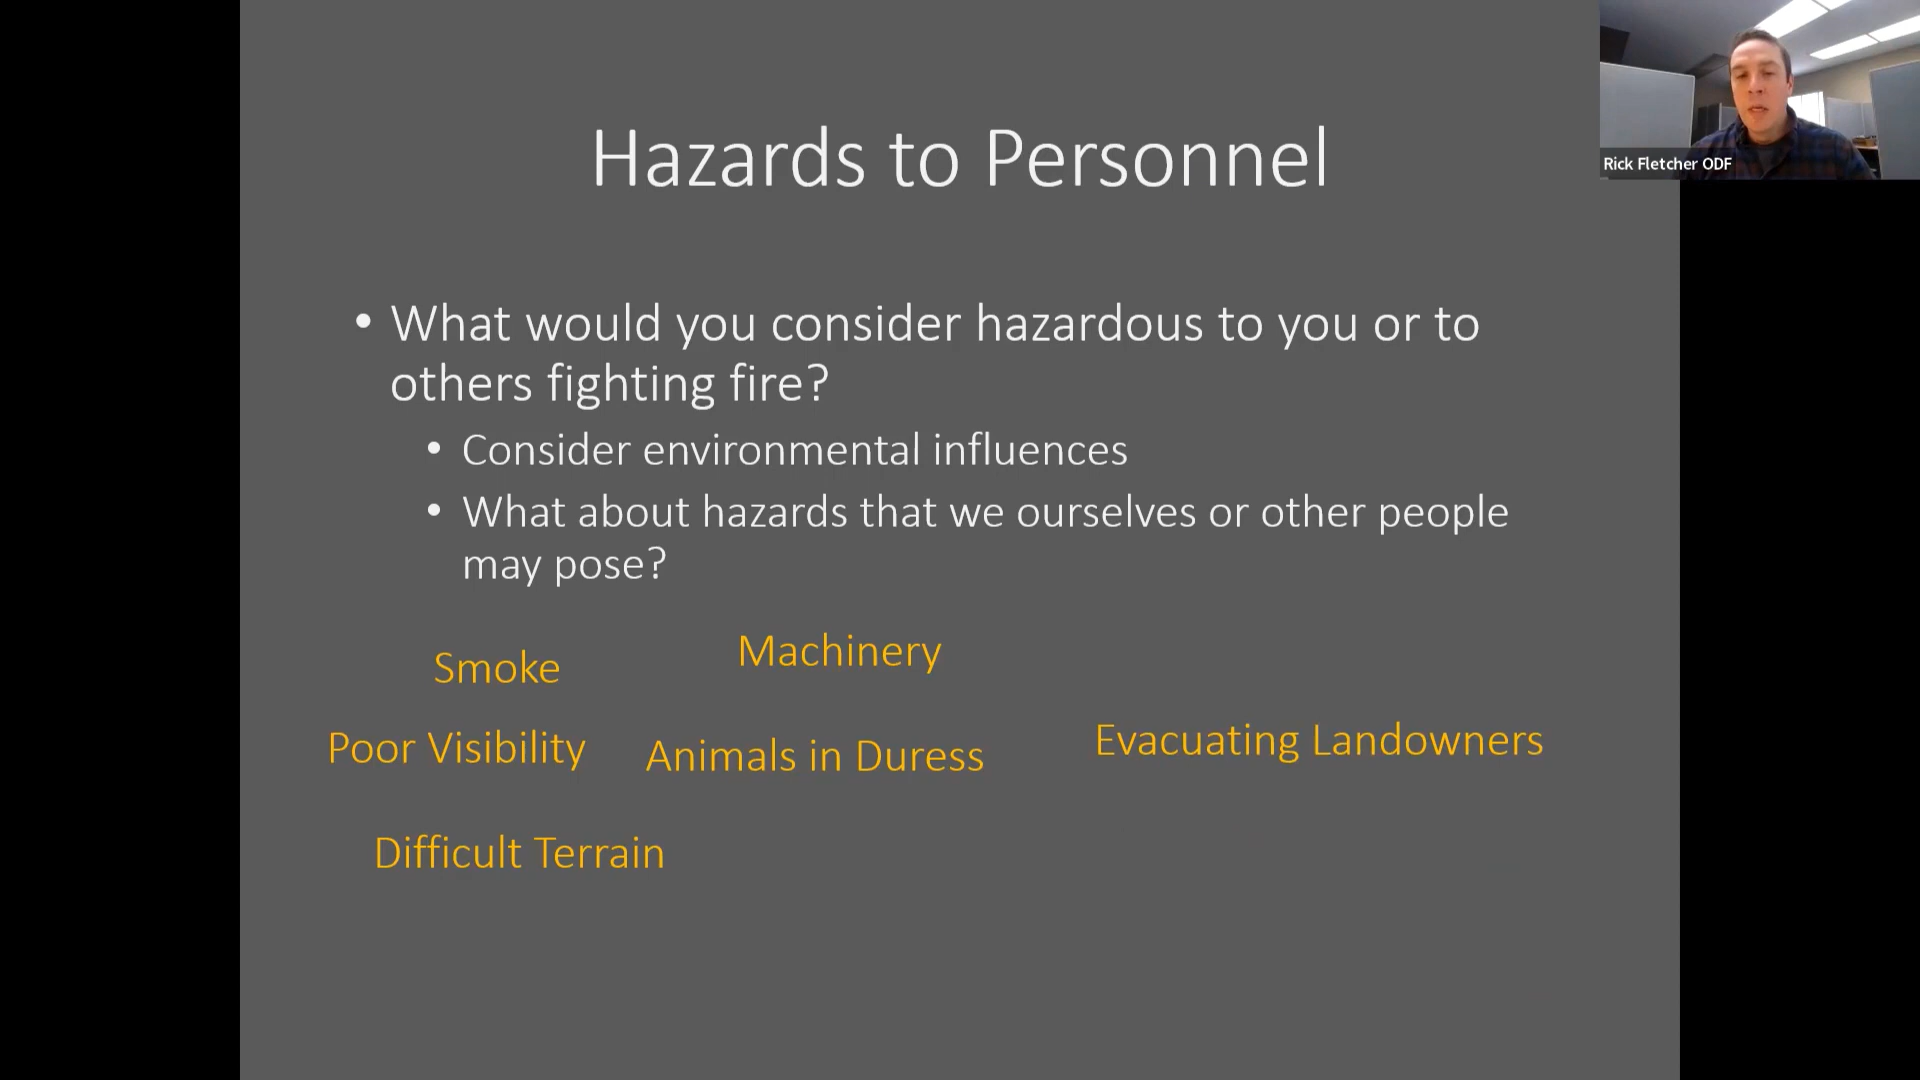 Hazards to Personnel
Rick Fletcher ODF
• What would you consider hazardous to you or to
others fighting fire?
• Consider environmental influences
• What about hazards that we ourselves or other people
may pose?
Smoke
Machinery
Poor Visibility
Animals in Duress
Evacuating Landowners
Difficult Terrain